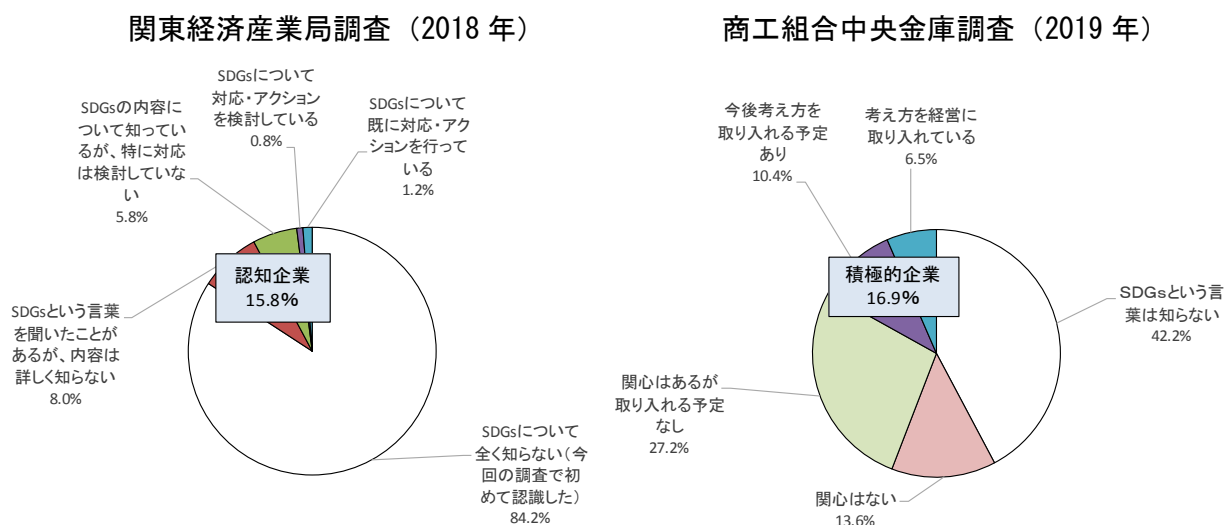 関東経済産業局調査（2018 年）
SDGsについて
対応・アクション
を検討している
0.8%
SDGsの内容に
ついて知ってい
るが、特に対応
は検討していな
い
5.8%
SDGsについて
既に対応・アク
ションを行って
いる
1.2%
認知企業
15.8%
SDGsという言葉
を聞いたことが
あるが、内容は
詳しく知らない
8.0%
SDGsについて
全く知らない（今
回の調査で初
めて認識した）
84.2%
商工組合中央金庫調査（2019 年）
今後考え方を
取り入れる予定
あり
10.4%
考え方を経営に
取り入れている
6.5%
積極的企業
16.9%
ＳＤＧｓという言
葉は知らない
42.2%
関心はあるが
取り入れる予定
なし
27.2%
関心はない
13.6%